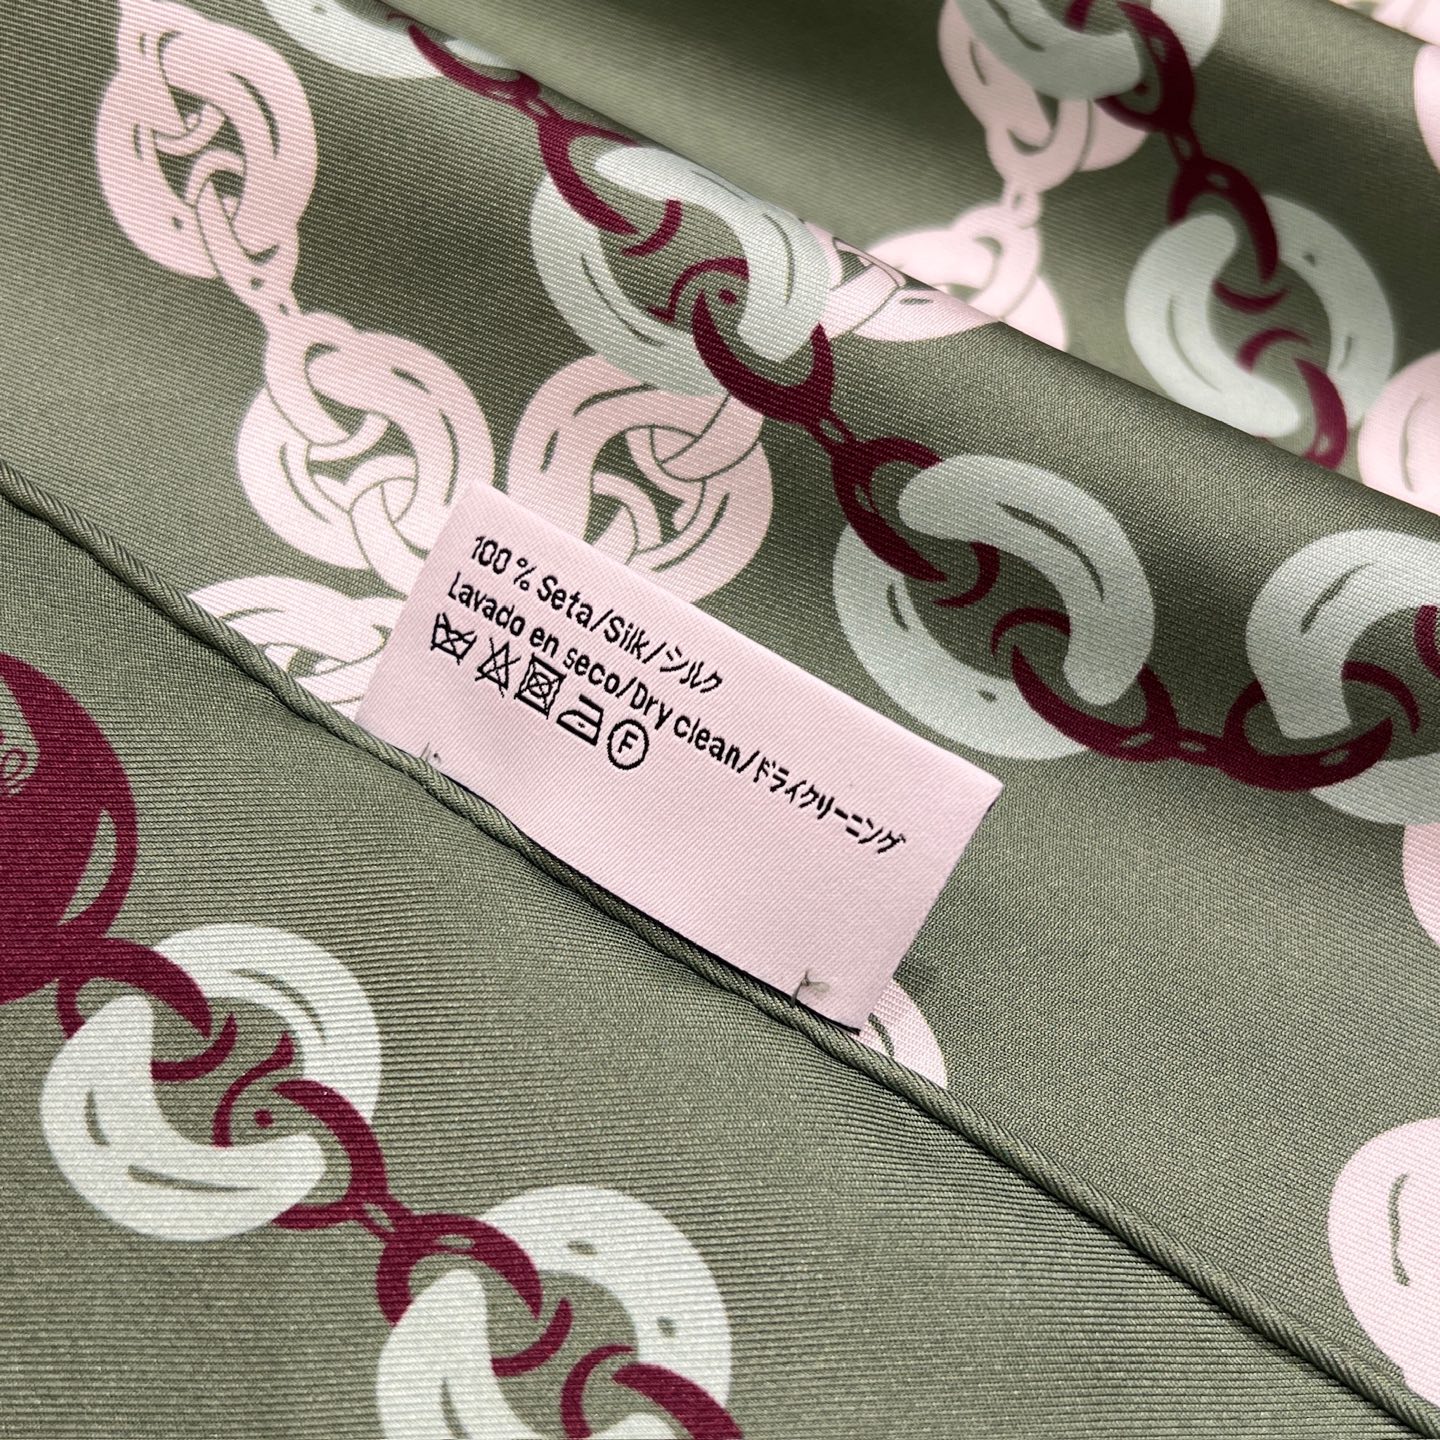 100% Seta/Silk/シルク
Lavado en seco/Dry clean/ドライクリーニング
F